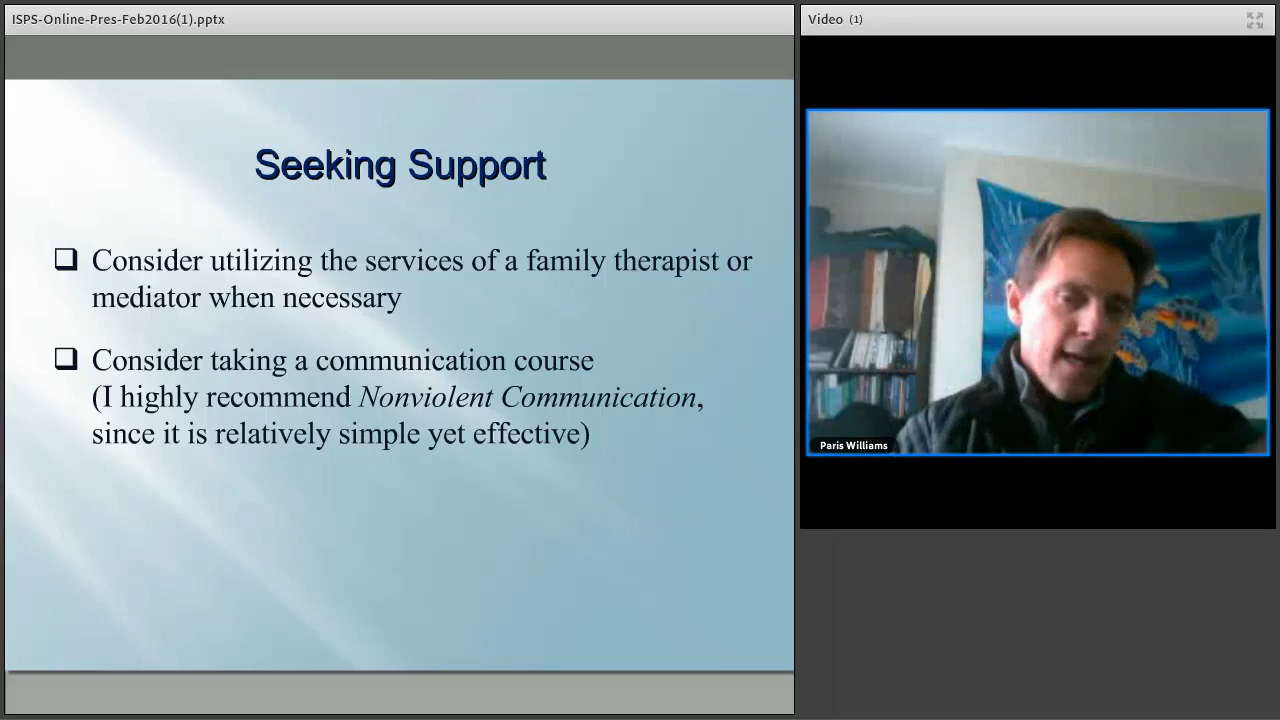 ISPS-Online-Pres-Feb2016(1).pptx
Video (1)
Seeking Support
❑ Consider utilizing the services of a family therapist or
mediator when necessary
❑ Consider taking a communication course
(I highly recommend Nonviolent Communication,
since it is relatively simple yet effective)
Paris Williams